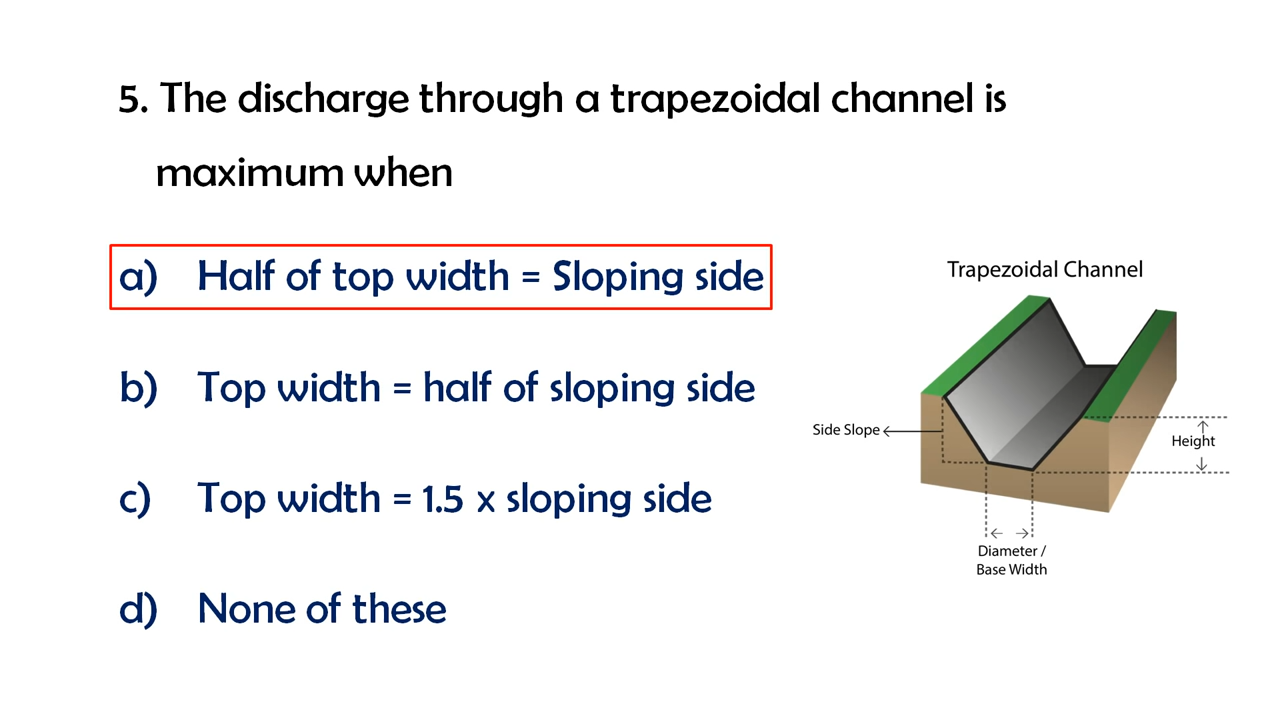 5. The discharge through a trapezoidal channel is
maximum when
a) Half of top width = Sloping side
b) Top width = half of sloping side
c) Top width = 1.5 x sloping side
d) None of these
Trapezoidal Channel
Side Slope
Height
Diameter /
Base Width